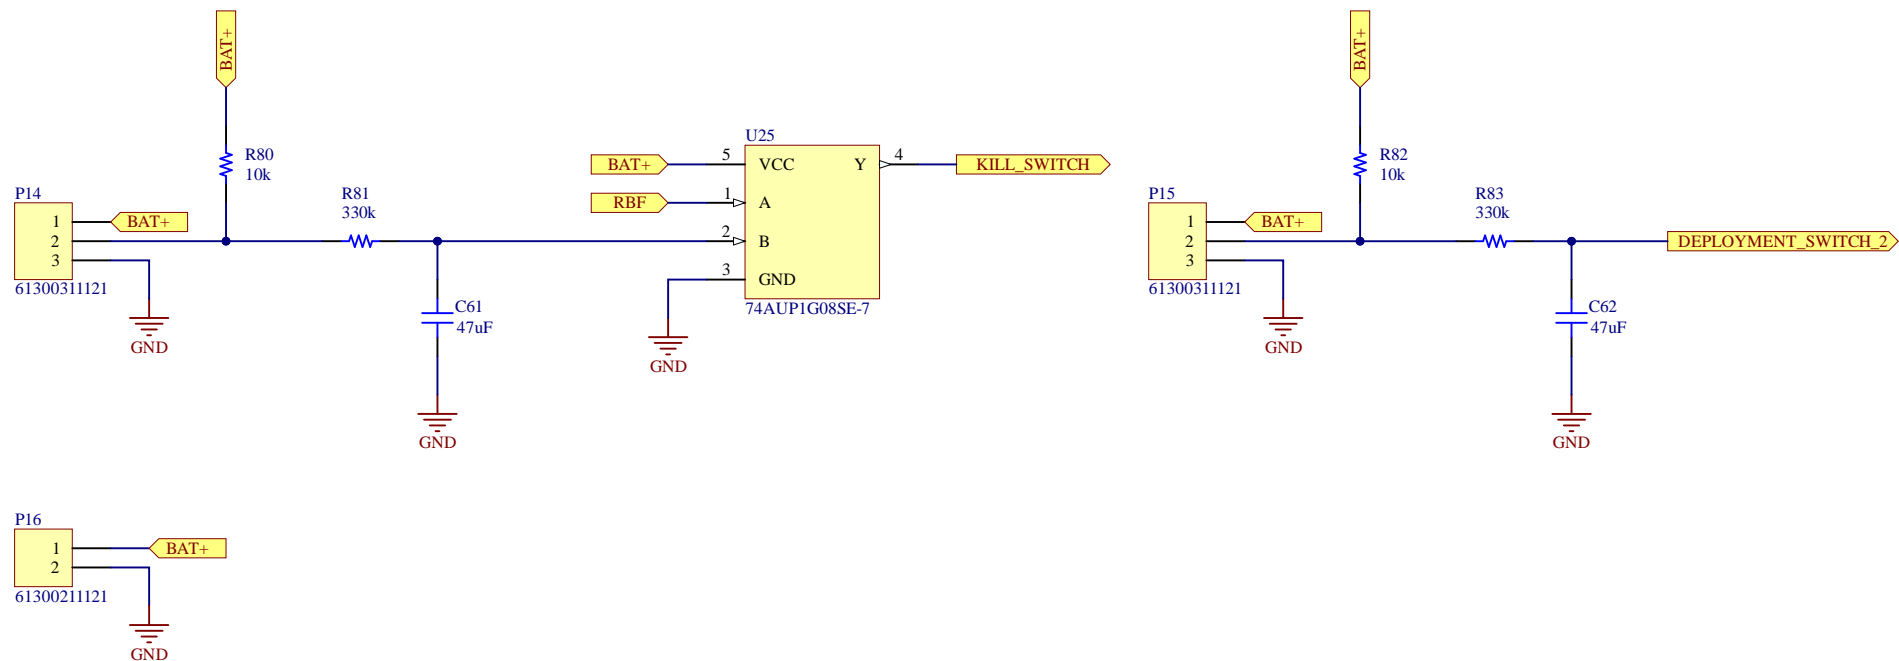 BAT+
R80
10k
P14
1
2
3
BAT+
61300311121
GND
R81
330k
C61
47uF
GND
U25
BAT+
5
VCC
Y
4
KILL_SWITCH
RBF
1
A
2
B
3
GND
74AUP1G08SE-7
GND
BAT+
R82
10k
P15
1
2
3
BAT+
61300311121
GND
R83
330k
DEPLOYMENT_SWITCH_2
C62
47uF
GND
P16
1
2
BAT+
61300211121
GND